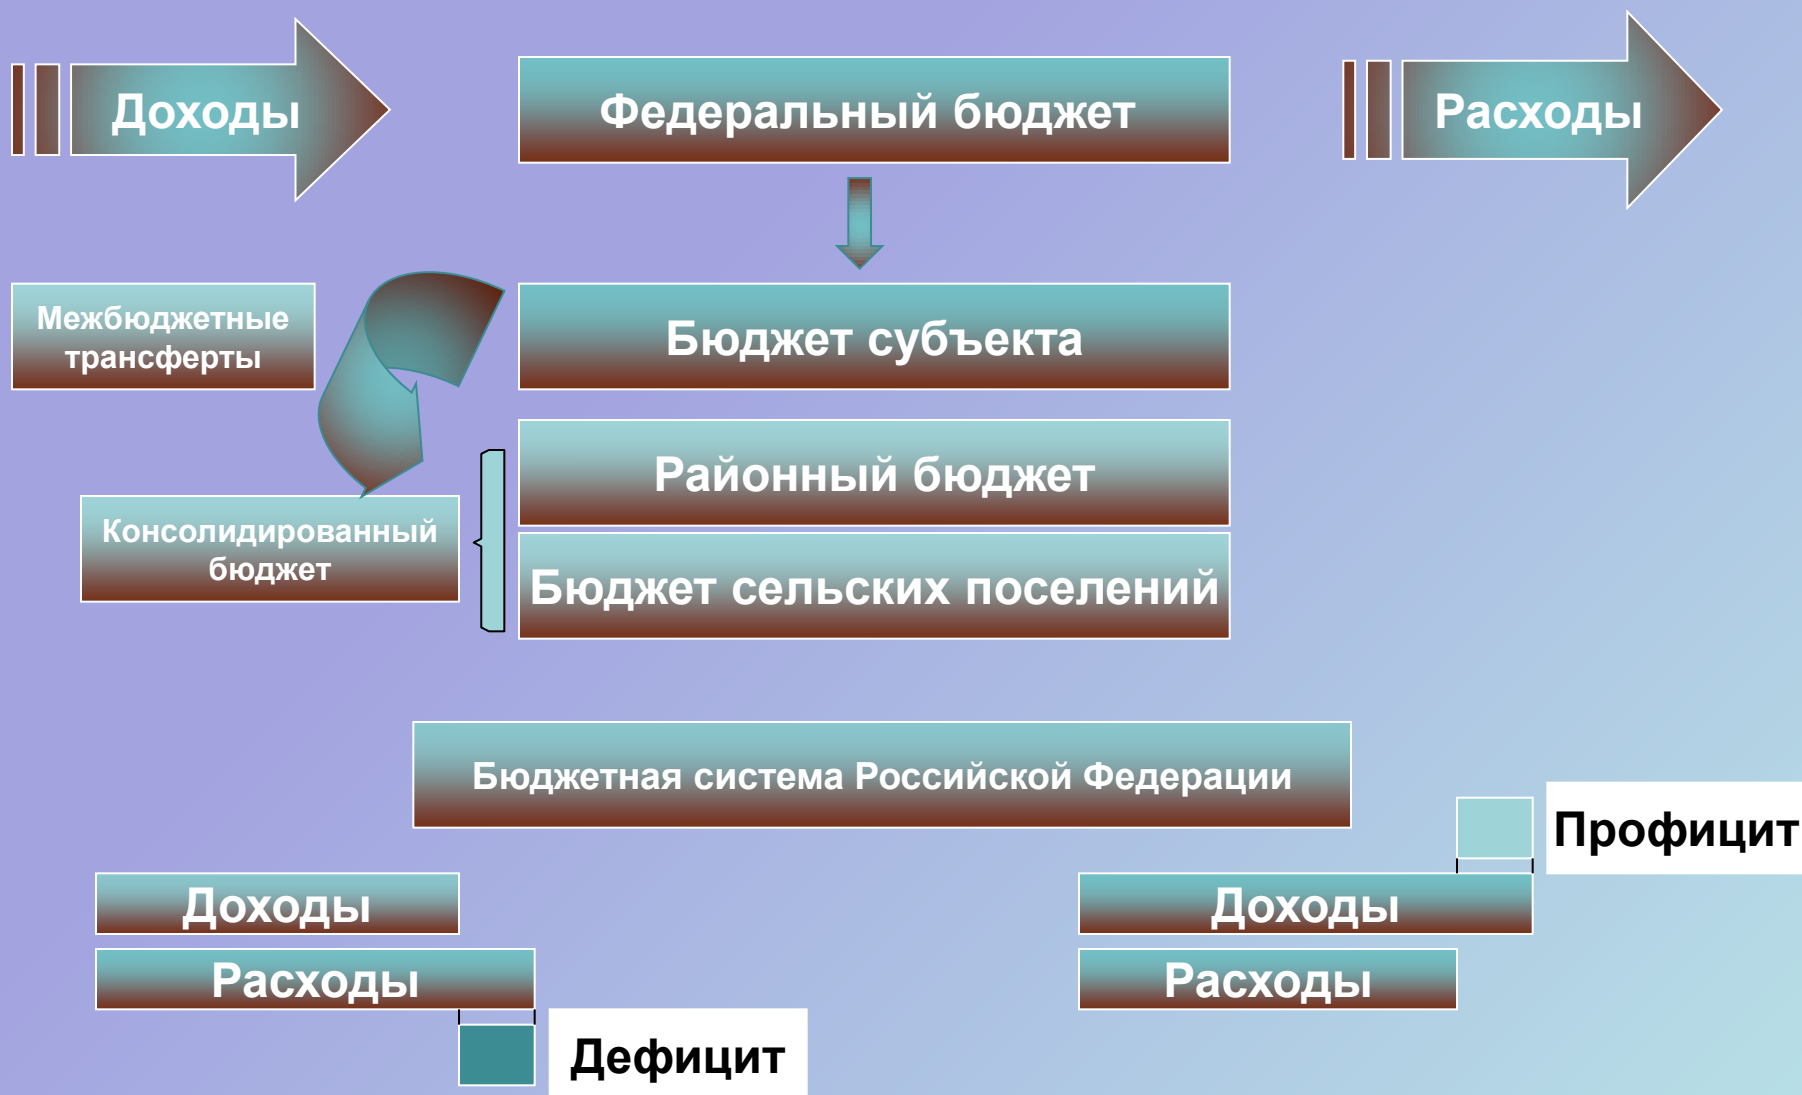 Доходы
Федеральный бюджет
Расходы
Межбюджетные
трансферты
Бюджет субъекта
Районный бюджет
Консолидированный
бюджет
Бюджет сельских поселений
Бюджетная система Российской Федерации
Профицит
Доходы
Доходы
Расходы
Расходы
Дефицит